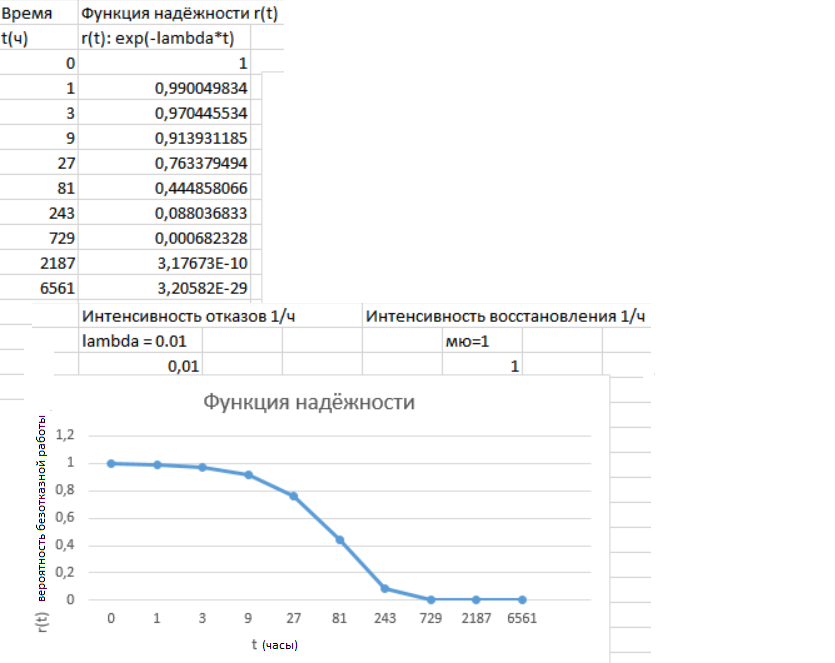 Время Функция надёжности r(t)
t(ч) r(t): exp(-lambda*t)
0 1
1 0,990049834
3 0,970445534
9 0,913931185
27 0,763379494
81 0,444858066
243 0,088036833
729 0,000682328
2187 3,17673E-10
6561 3,20582E-29
Интенсивность отказов 1/ч Интенсивность восстановления 1/ч
lambda = 0.01 мю=1
0,01 1
Функция надёжности
r(t) вероятность безотказной работы
1,2
1
0,8
0,6
0,4
0,2
0
0 1 3 9 27 81 243 729 2187 6561
t (часы)